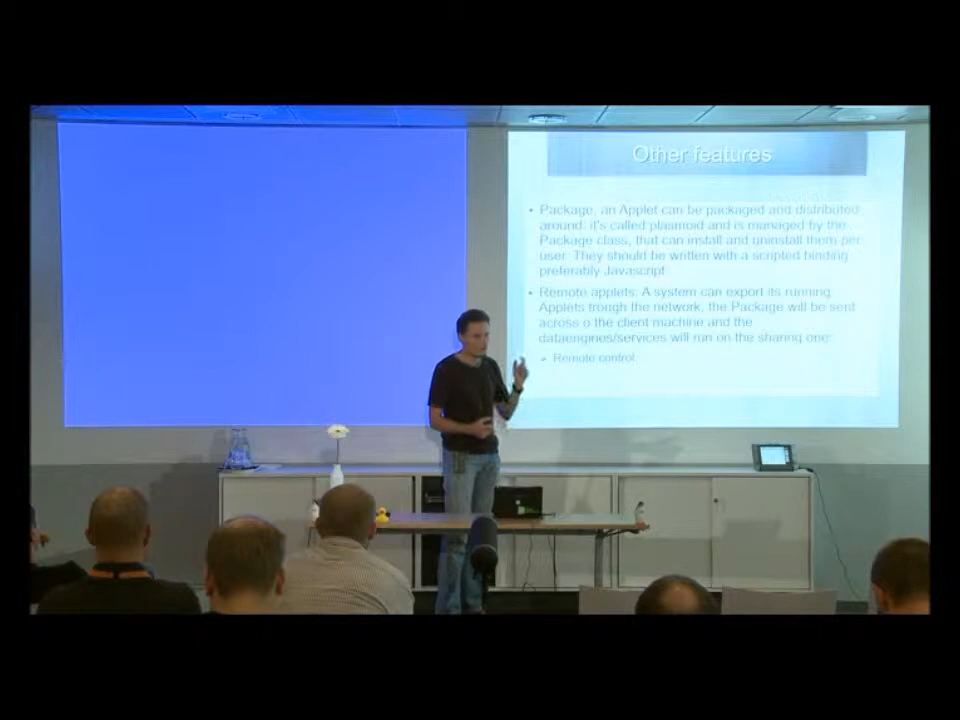 Other features
Package, an Applet can be packaged and distributed
around: it's called plasmoid and is managed by the
Package class, that can install and uninstall them per
user. They should be written with a scripted binding
preferably Javascript
Remote applets: A system can export its running
Applets trough the network, the Package will be sent
across o the client machine and the
dataengines/services will run on the sharing one:
Remote control